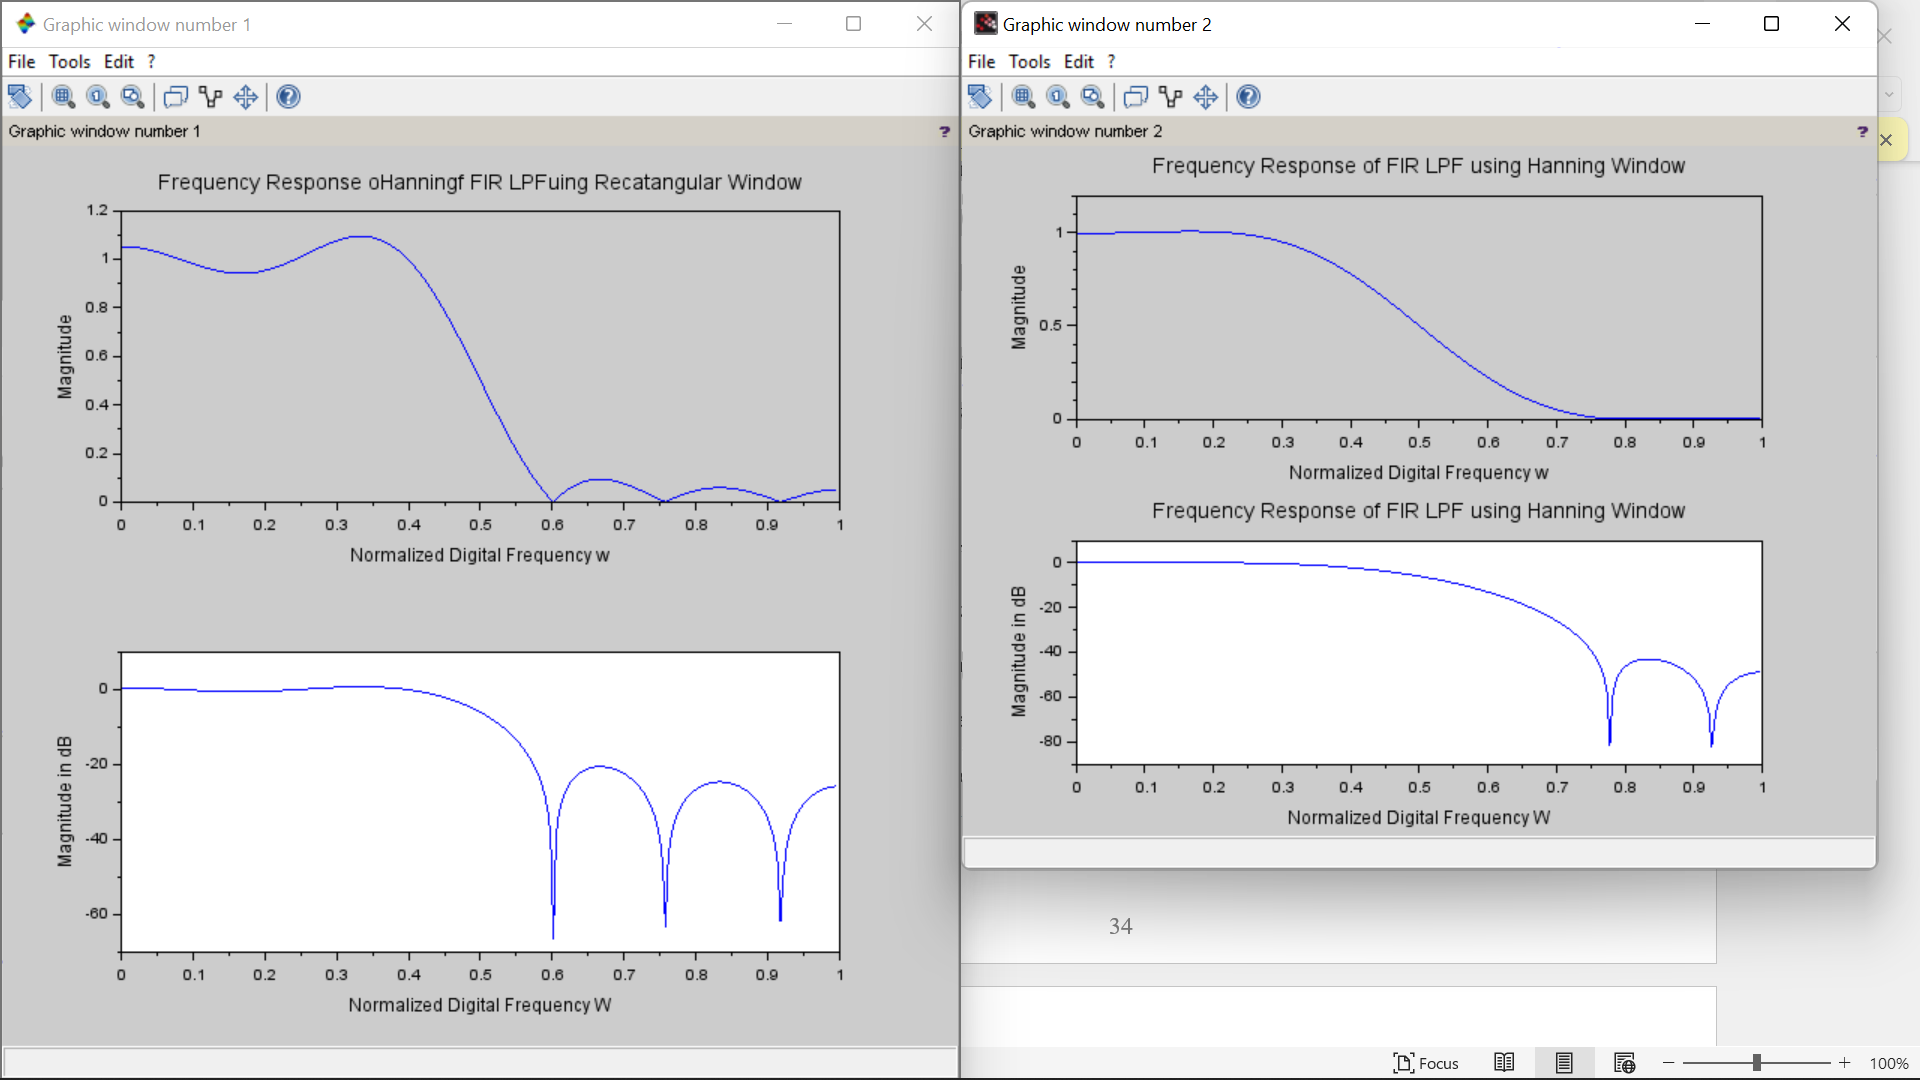 Graphic window number 1
File Tools Edit ?
Graphic window number 1 ?
Frequency Response oHanningf FIR LPFuing Recatangular Window
1.2
1
0.8
0.6
0.4
0.2
0
Magnitude
0 0.1 0.2 0.3 0.4 0.5 0.6 0.7 0.8 0.9 1
Normalized Digital Frequency w
0
-20
-40
-60
Magnitude in dB
0 0.1 0.2 0.3 0.4 0.5 0.6 0.7 0.8 0.9 1
Normalized Digital Frequency W
Graphic window number 2
File Tools Edit ?
Graphic window number 2 ?
Frequency Response of FIR LPF using Hanning Window
1
0.5
0
Magnitude
0 0.1 0.2 0.3 0.4 0.5 0.6 0.7 0.8 0.9 1
Normalized Digital Frequency w
Frequency Response of FIR LPF using Hanning Window
0
-20
-40
-60
-80
Magnitude in dB
0 0.1 0.2 0.3 0.4 0.5 0.6 0.7 0.8 0.9 1
Normalized Digital Frequency W
34
Focus
100%